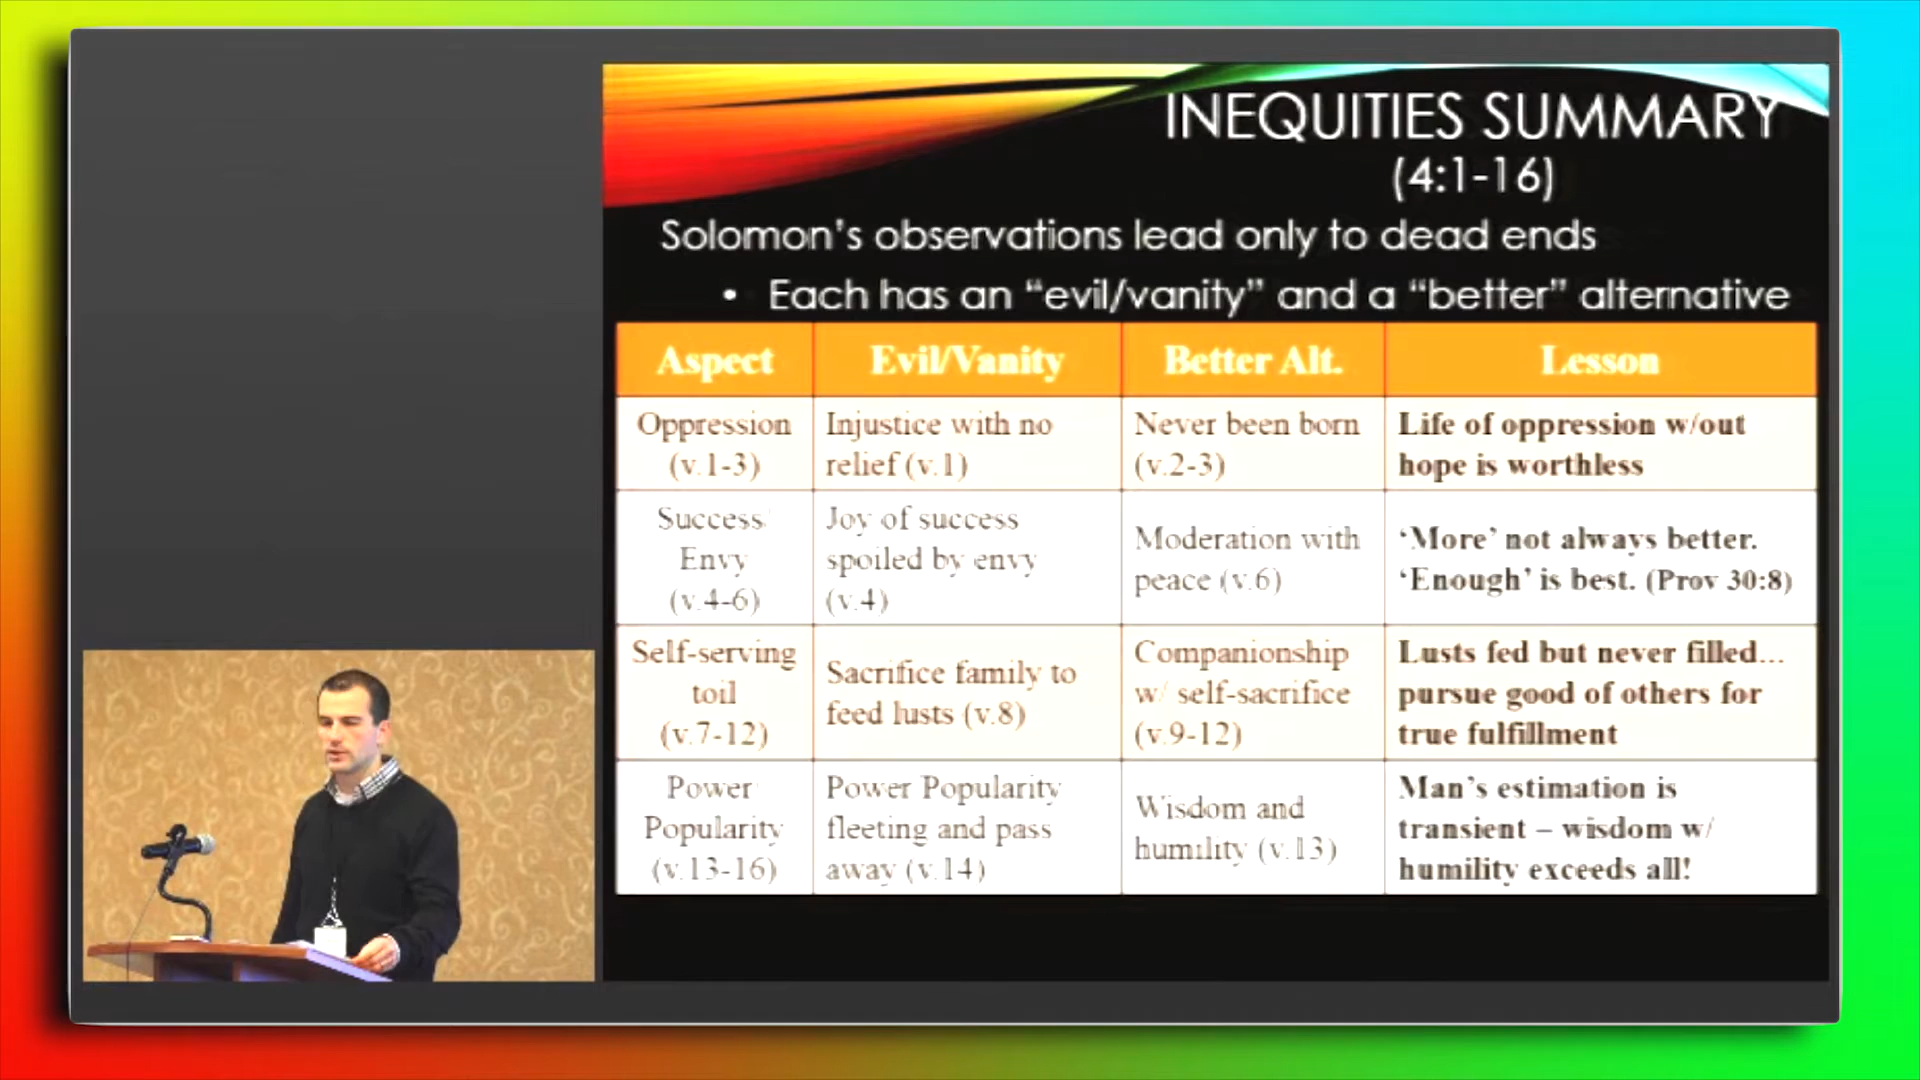 INEQUITIES SUMMARY
(4:1-16)
Solomon's observations lead only to dead ends
• Each has an "evil/vanity" and a "better" alternative
Aspect
Evil/Vanity
Better Alt.
Lesson
Oppression
(v.1-3)
Injustice with no
relief (v.1)
Never been born
(v.2-3)
Life of oppression w/out
hope is worthless
Success
Envy
(v.4-6)
Joy of success
spoiled by envy
(v.4)
Moderation with
peace (v.6)
'More' not always better.
'Enough' is best. (Prov 30:8)
Self-serving
toil
(v.7-12)
Sacrifice family to
feed lusts (v.8)
Companionship
w/ self-sacrifice
(v.9-12)
Lusts fed but never filled...
pursue good of others for
true fulfillment
Power
Popularity
(v.13-16)
Power Popularity
fleeting and pass
away (v.14)
Wisdom and
humility (v.13)
Man's estimation is
transient – wisdom w/
humility exceeds all!